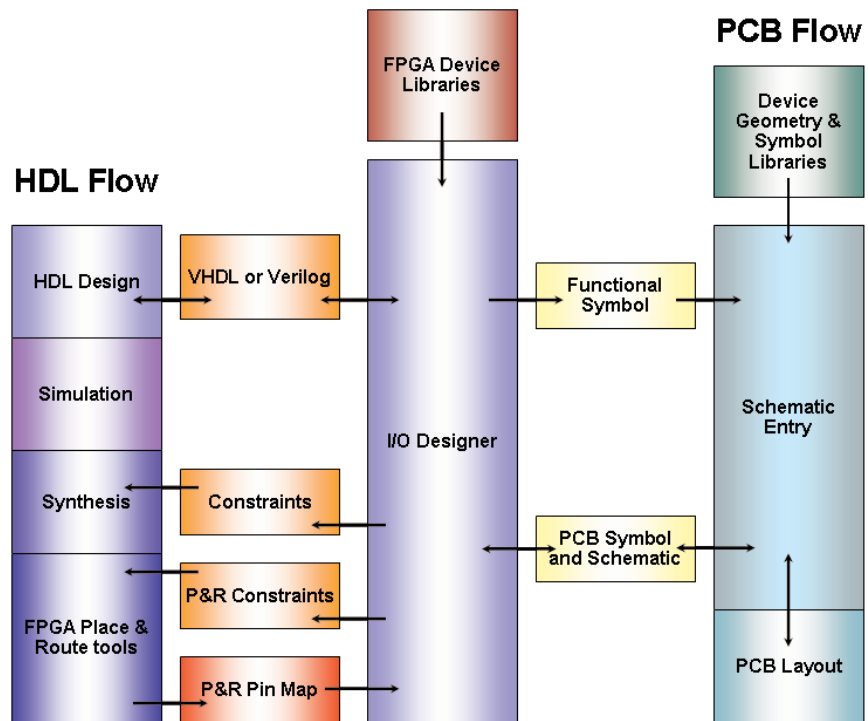 HDL Flow
HDL Design
Simulation
Synthesis
FPGA Place &
Route tools
VHDL or Verilog
Constraints
P&R Constraints
P&R Pin Map
FPGA Device
Libraries
I/O Designer
Functional
Symbol
PCB Symbol
and Schematic
PCB Flow
Device
Geometry &
Symbol
Libraries
Schematic
Entry
PCB Layout